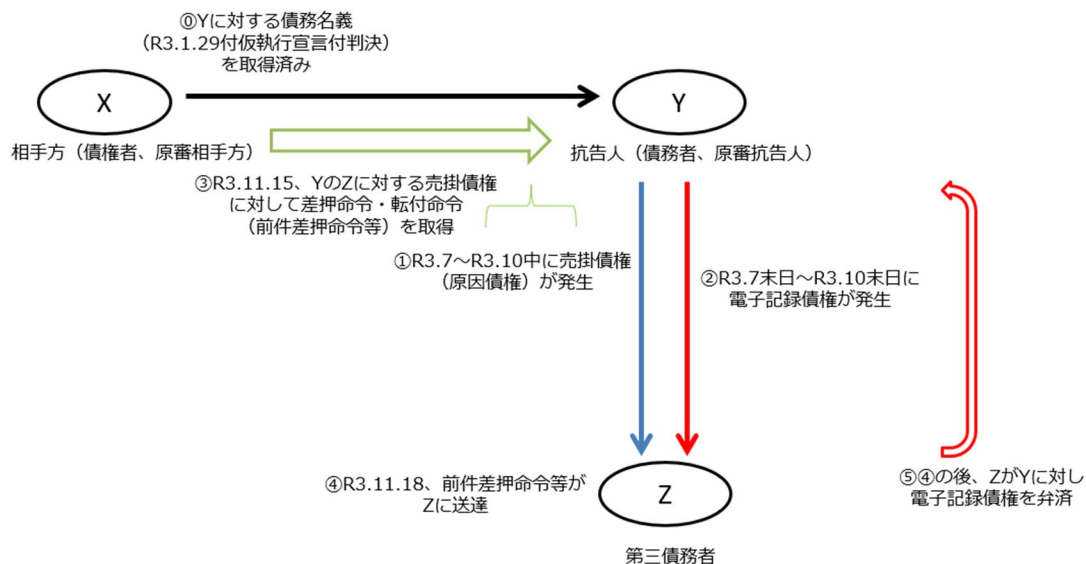 ⓪Yに対する債務名義
(R3.1.29付仮執行宣言付判決)
を取得済み
X
Y
相手方(債権者、原審相手方)
抗告人(債務者、原審抗告人)
③R3.11.15、YのZに対する売掛債権
に対して差押命令・転付命令
(前件差押命令等)を取得
①R3.7~R3.10中に売掛債権
(原因債権)が発生
②R3.7末日~R3.10末日に
電子記録債権が発生
④R3.11.18、前件差押命令等が
Zに送達
Z
⑤④の後、ZがYに対し
電子記録債権を弁済
第三債務者